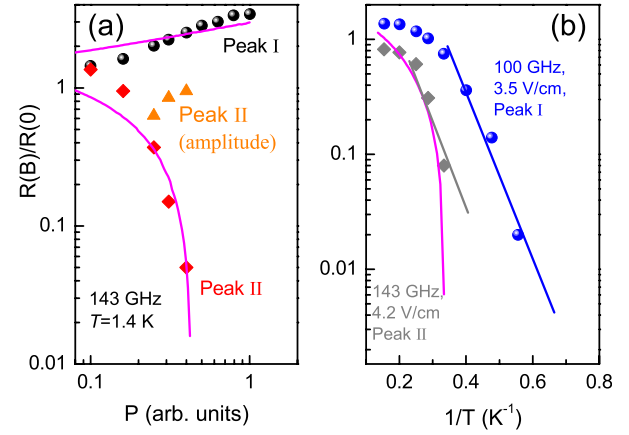 (a)
Peak I
Peak II
(amplitude)
Peak II
143 GHz
T=1.4 K
R(B)/R(0)
1
0.1
0.01
0.1
1
P (arb. units)
(b)
100 GHz,
3.5 V/cm,
Peak I
143 GHz,
4.2 V/cm
Peak II
1
0.1
0.01
0.2
0.4
0.6
0.8
1/T (K⁻¹)